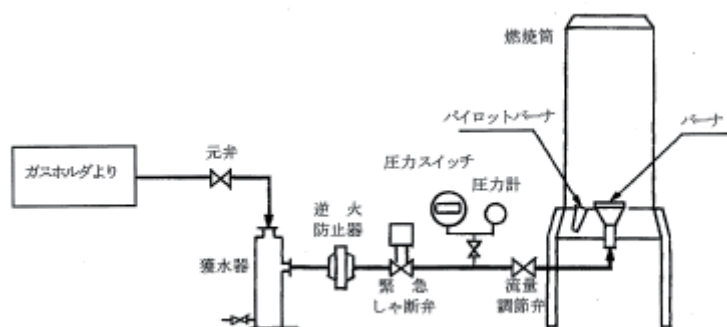 燃焼筒
パイロットバーナ
バーナ
元弁
圧力スイッチ
ガスホルダより
圧力計
逆火
防止器
獲水器
緊急
しゃ断弁
流量
調節弁